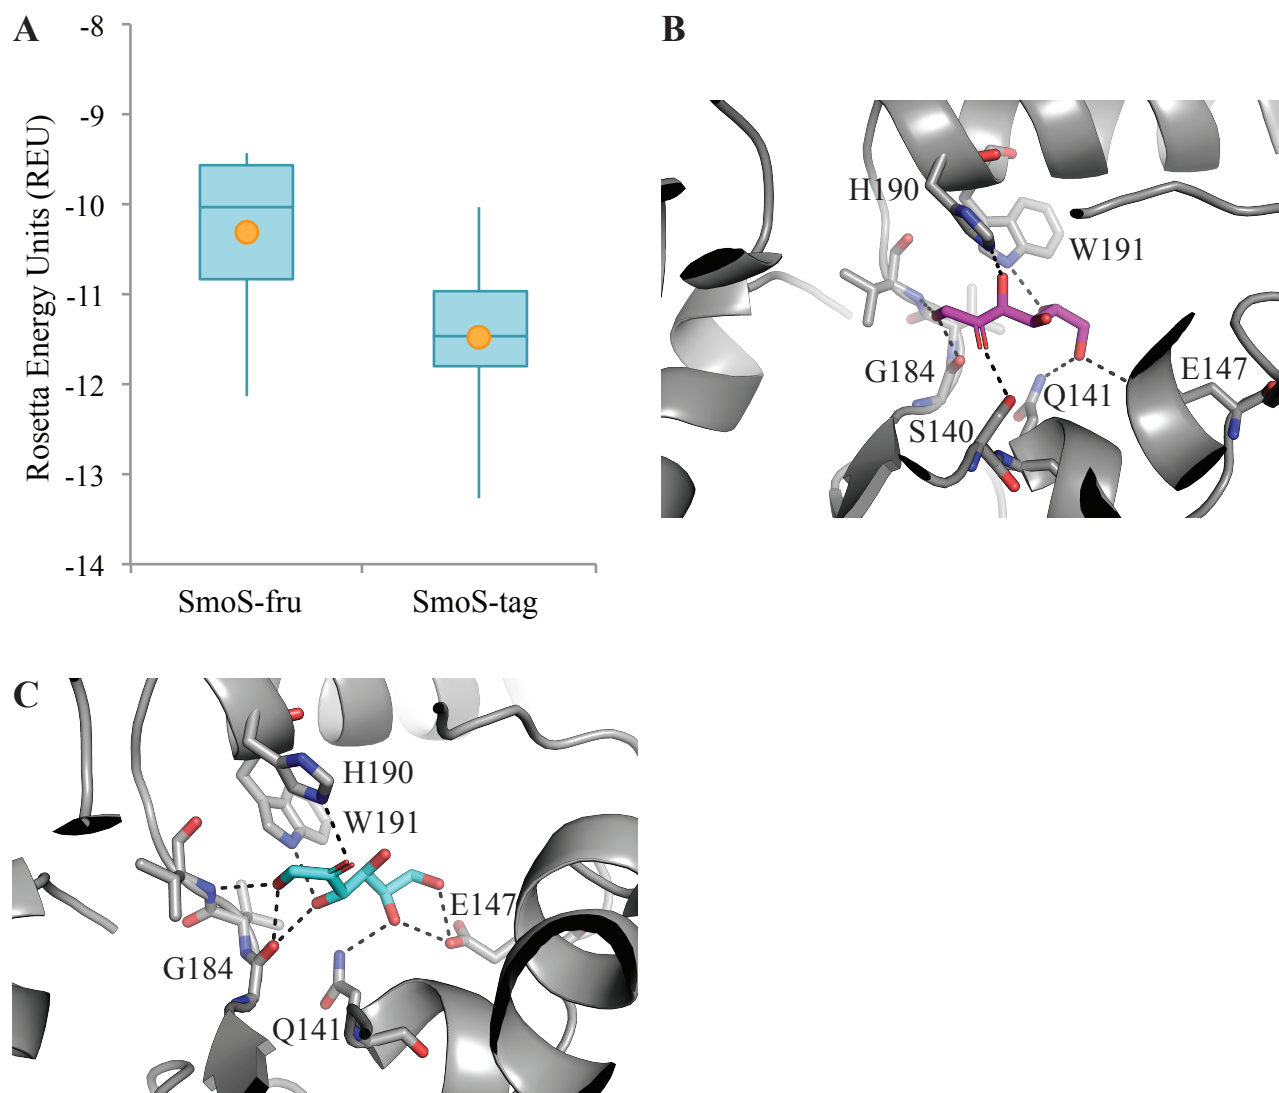 A
-8
-9
-10
-11
-12
-13
-14
Rosetta Energy Units (REU)
SmoS-fru
SmoS-tag
B
H190
W191
G184
E147
Q141
S140
C
H190
W191
E147
G184
Q141